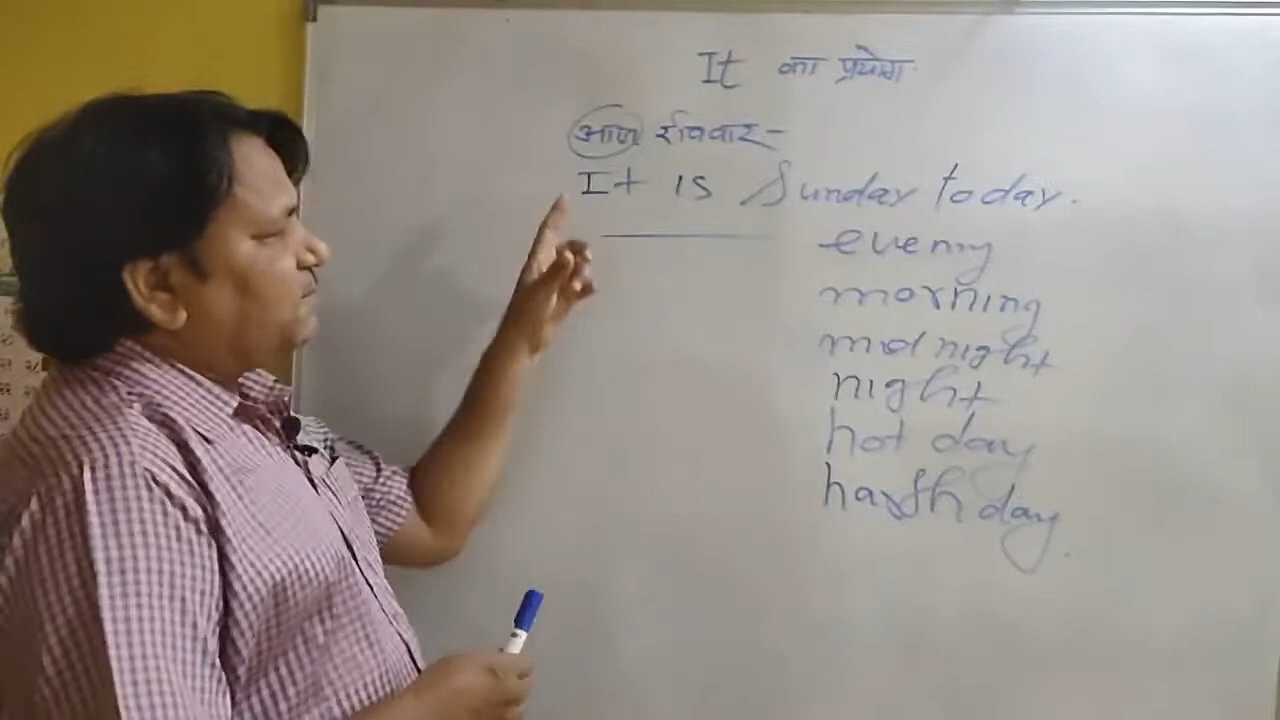 It का प्रयोग
आज रविवार -
It is Sunday today.
evening
morning
midnight
night
hot day
harsh day.